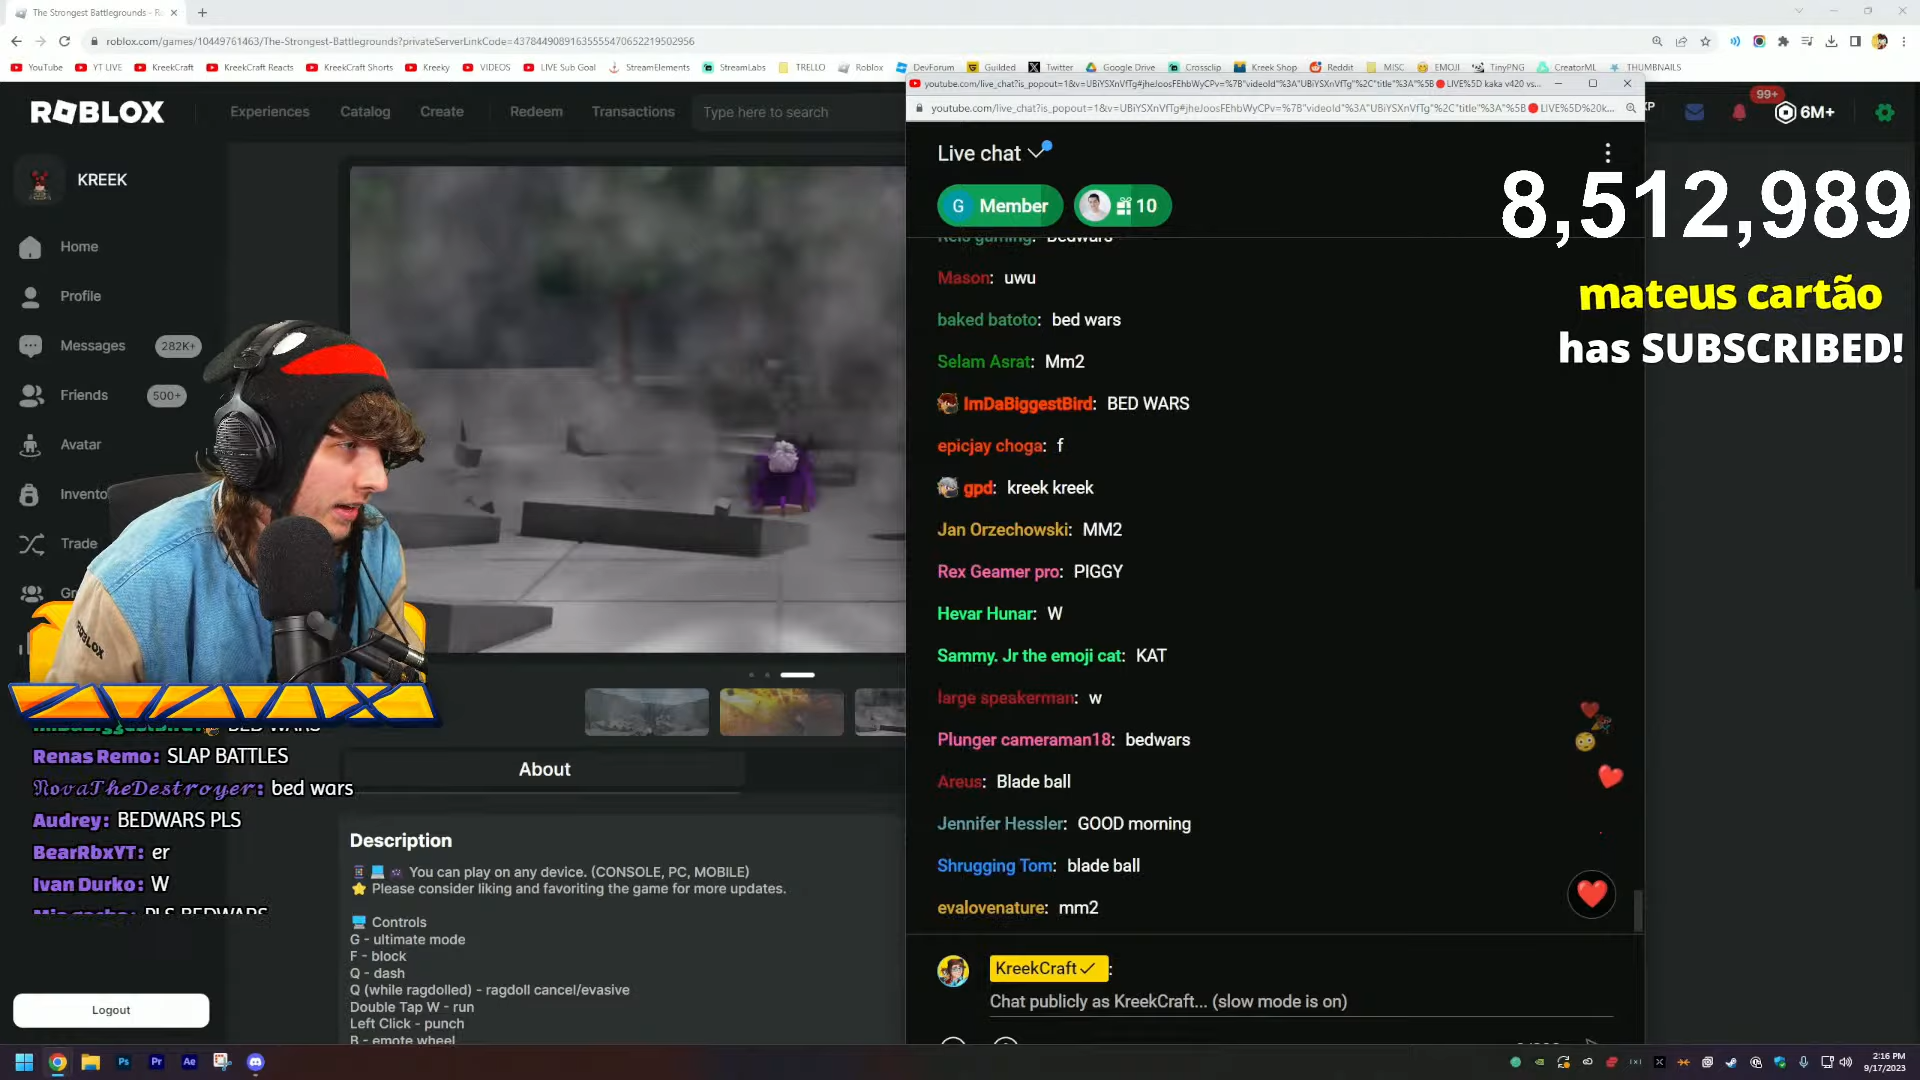 The Strongest Battlegrounds - R
roblox.com/games/10449761463/The-Strongest-Battlegrounds?privateServerLinkCode=43784490891635555470652219502956
YouTube YT LIVE KreekCraft KreekCraft Reacts KreekCraft Shorts Kreeky VIDEOS LIVE Sub Goal StreamElements StreamLabs TRELLO Roblox DevForum Guilded Twitter Google Drive Crossclip Kreek Shop Reddit MISC EMOJI TinyPNG CreatorML THUMBNAILS
ROBLOX Experiences Catalog Create Redeem Transactions Type here to search
99+
6M+
KREEK
Home
Profile
Messages 282K+
Friends 500+
Avatar
Invento
Trade
Logout
ROBLOX
Renas Remo: SLAP BATTLES
NovaTheDestroyer: bed wars
Audrey: BEDWARS PLS
BearRbxYT: er
Ivan Durko: W
PLS BEDWARS
About
Description
You can play on any device. (CONSOLE, PC, MOBILE)
Please consider liking and favoriting the game for more updates.
Controls
G - ultimate mode
F - block
Q - dash
Q (while ragdolled) - ragdoll cancel/evasive
Double Tap W - run
Left Click - punch
B - emote wheel
Live chat
G Member
10
Mason: uwu
baked batoto: bed wars
Selam Asrat: Mm2
ImDaBiggestBird: BED WARS
epicjay choga: f
gpd: kreek kreek
Jan Orzechowski: MM2
Rex Geamer pro: PIGGY
Hevar Hunar: W
Sammy. Jr the emoji cat: KAT
large speakerman: w
Plunger cameraman18: bedwars
Areus: Blade ball
Jennifer Hessler: GOOD morning
Shrugging Tom: blade ball
evalovenature: mm2
KreekCraft :
Chat publicly as KreekCraft... (slow mode is on)
8,512,989
mateus cartão
has SUBSCRIBED!
Ps Pr Ae
2:16 PM
9/17/2023